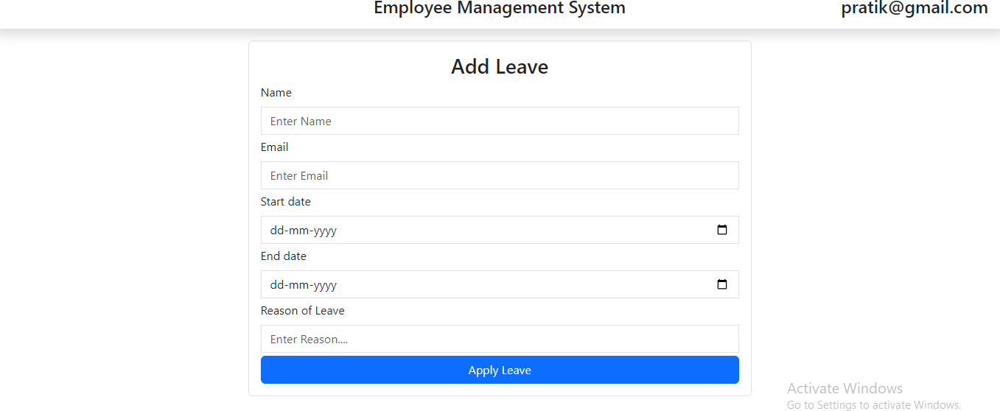 Employee Management System
pratik@gmail.com
Add Leave
Name
Enter Name
Email
Enter Email
Start date
dd-mm-yyyy
End date
dd-mm-yyyy
Reason of Leave
Enter Reason....
Apply Leave
Activate Windows
Go to Settings to activate Windows.